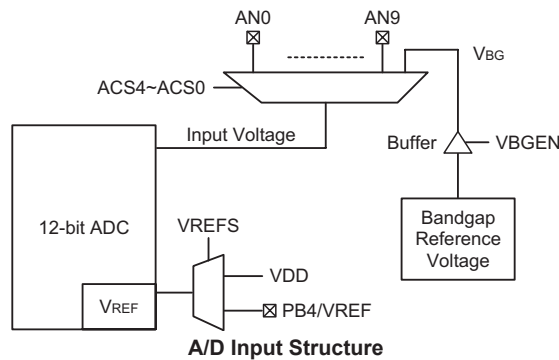 AN0 AN9
VBG
ACS4~ACS0
Input Voltage
Buffer VBGEN
12-bit ADC
Bandgap
Reference
Voltage
VREFS
VDD
VREF
PB4/VREF
A/D Input Structure